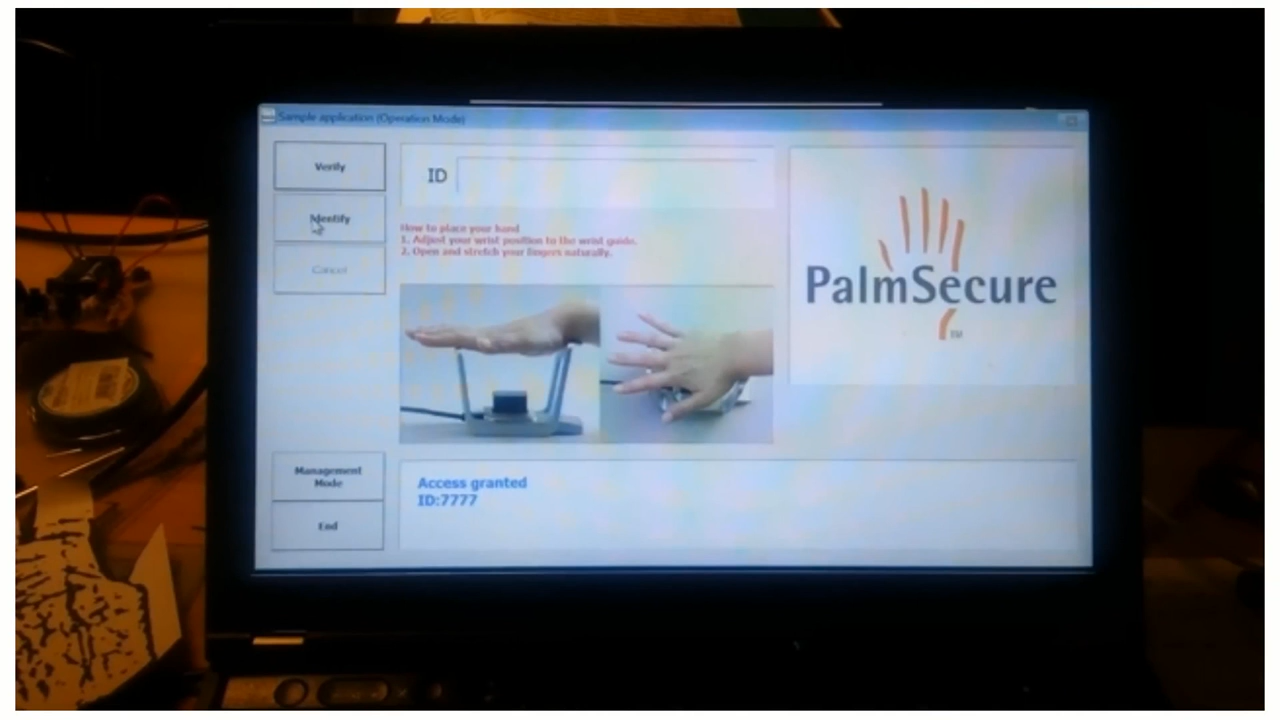 Sample application (Operation Mode)
Verify
ID
Identify
Cancel
How to place your hand
1. Adjust your wrist position to the wrist guide.
2. Open and stretch your fingers naturally.
PalmSecure
TM
Management
Mode
End
Access granted
ID:7777